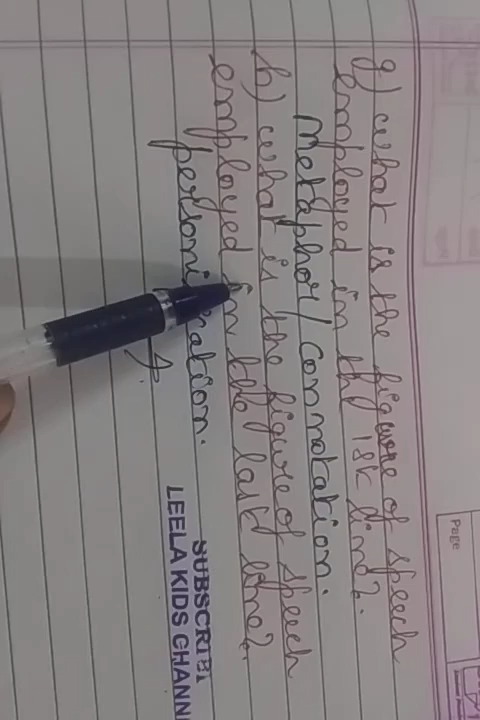 g) what is the figure of speech
employed in the 1st line?
Metaphor / Connotation.
h) what is the figure of speech
employed in the last line?
Page
SUBSCRIBE
LEELA KIDS CHANN